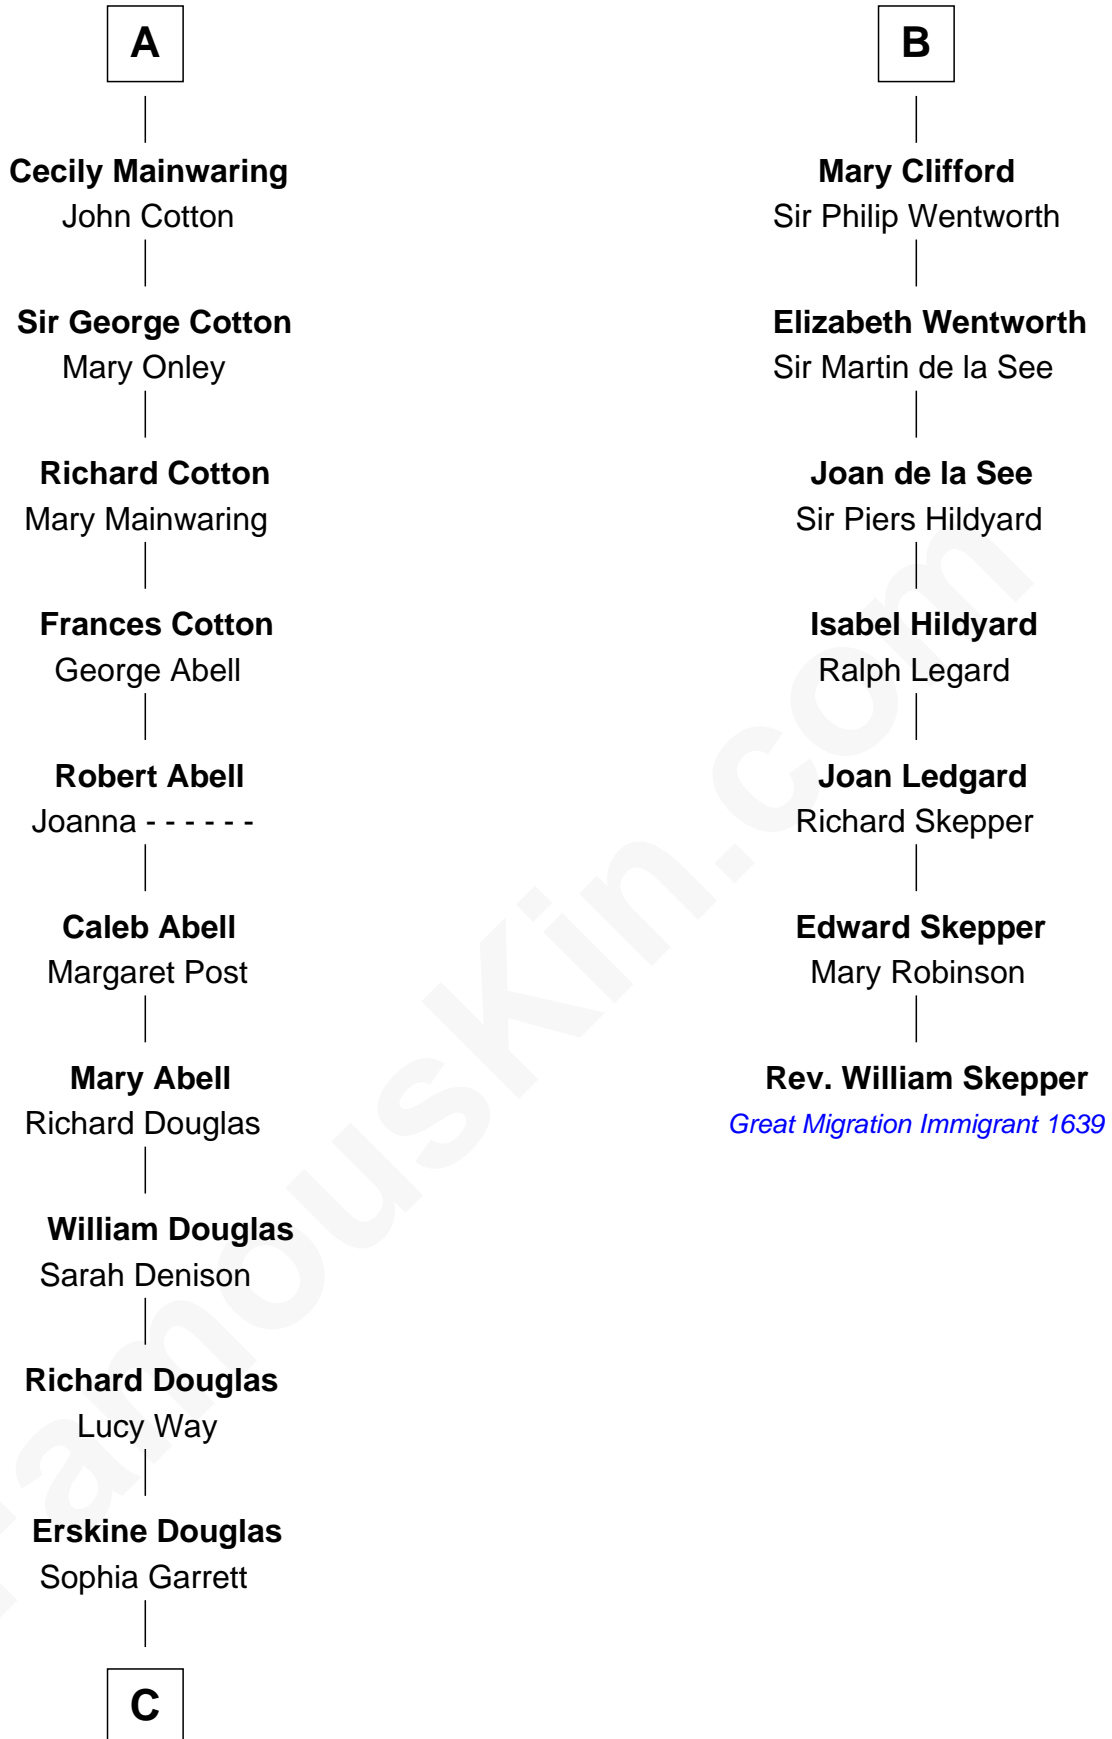 A
Cecily Mainwaring
John Cotton
Sir George Cotton
Mary Onley
Richard Cotton
Mary Mainwaring
Frances Cotton
George Abell
Robert Abell
Joanna - - - - - -
Caleb Abell
Margaret Post
Mary Abell
Richard Douglas
William Douglas
Sarah Denison
Richard Douglas
Lucy Way
Erskine Douglas
Sophia Garrett
C
B
Mary Clifford
Sir Philip Wentworth
Elizabeth Wentworth
Sir Martin de la See
Joan de la See
Sir Piers Hildyard
Isabel Hildyard
Ralph Legard
Joan Ledgard
Richard Skepper
Edward Skepper
Mary Robinson
Rev. William Skepper
Great Migration Immigrant 1639
FamousKin.com